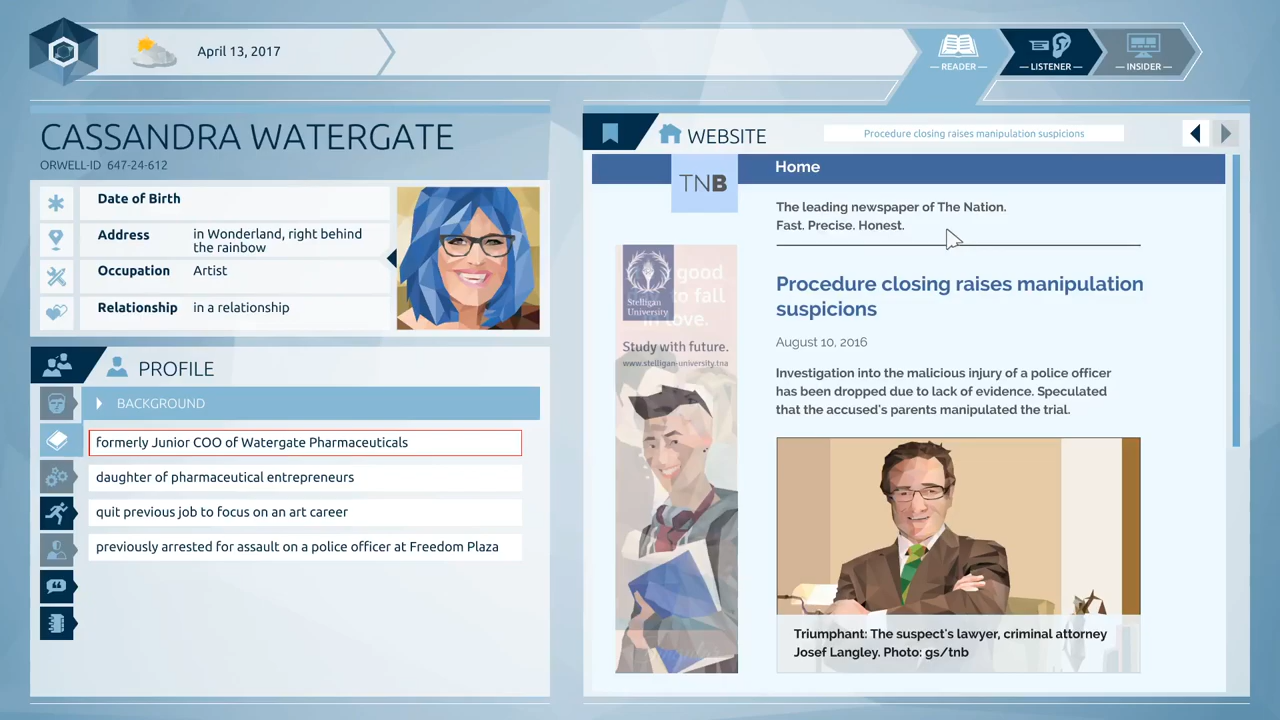 April 13, 2017
— READER —
— LISTENER —
— INSIDER —
CASSANDRA WATERGATE
ORWELL-ID 647-24-612
Date of Birth
Address in Wonderland, right behind
the rainbow
Occupation Artist
Relationship in a relationship
PROFILE
BACKGROUND
formerly Junior COO of Watergate Pharmaceuticals
daughter of pharmaceutical entrepreneurs
quit previous job to focus on an art career
previously arrested for assault on a police officer at Freedom Plaza
WEBSITE
Procedure closing raises manipulation suspicions
TNB
Home
The leading newspaper of The Nation.
Fast. Precise. Honest.
good
to fall
in love.
Stelligan
University
Study with future.
www.stelligan-university.tna
Procedure closing raises manipulation
suspicions
August 10, 2016
Investigation into the malicious injury of a police officer
has been dropped due to lack of evidence. Speculated
that the accused's parents manipulated the trial.
Triumphant: The suspect's lawyer, criminal attorney
Josef Langley. Photo: gs/tnb